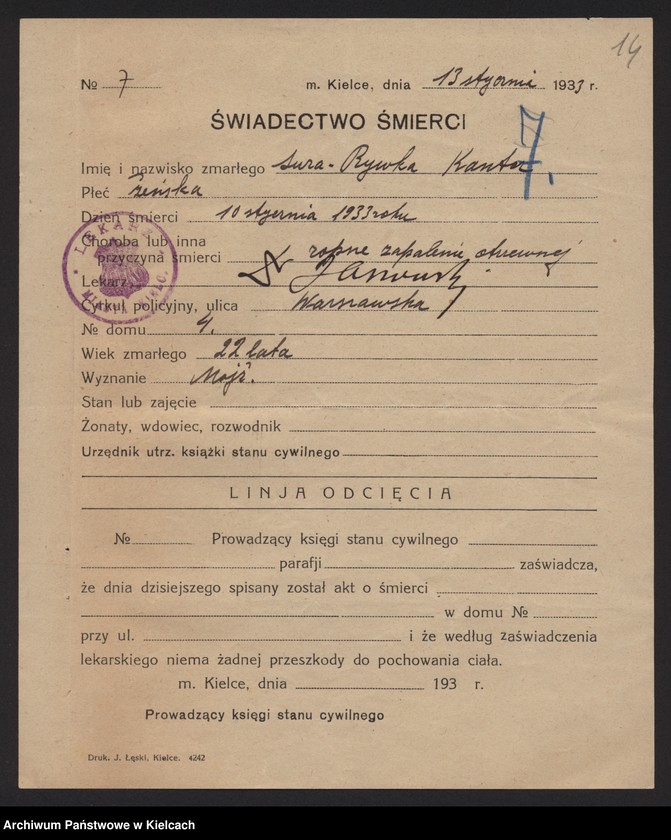 14
№ 7 m. Kielce, dnia 13 stycznia 1933 r.
ŚWIADECTWO ŚMIERCI
7.
Imię i nazwisko zmarłego Sura-Rywka Kantor
Płeć żeńska
Dzień śmierci 10 stycznia 1933 roku
Choroba lub inna
przyczyna śmierci ropne zapalenie otrzewnej
Lekarz Dr
Cyrkuł policyjny, ulica Warszawska
№ domu 4.
Wiek zmarłego 22 lata
Wyznanie Mojż.
Stan lub zajęcie
Żonaty, wdowiec, rozwodnik
Urzędnik utrz. książki stanu cywilnego
LEKARZ
MIASTA KIELC
LINJA ODCIĘCIA
№ Prowadzący księgi stanu cywilnego
parafji zaświadcza,
że dnia dzisiejszego spisany został akt o śmierci
w domu №
przy ul. i że według zaświadczenia
lekarskiego niema żadnej przeszkody do pochowania ciała.
m. Kielce, dnia 193 r.
Prowadzący księgi stanu cywilnego
Druk. J. Łąski, Kielce. 4242
Archiwum Państwowe w Kielcach